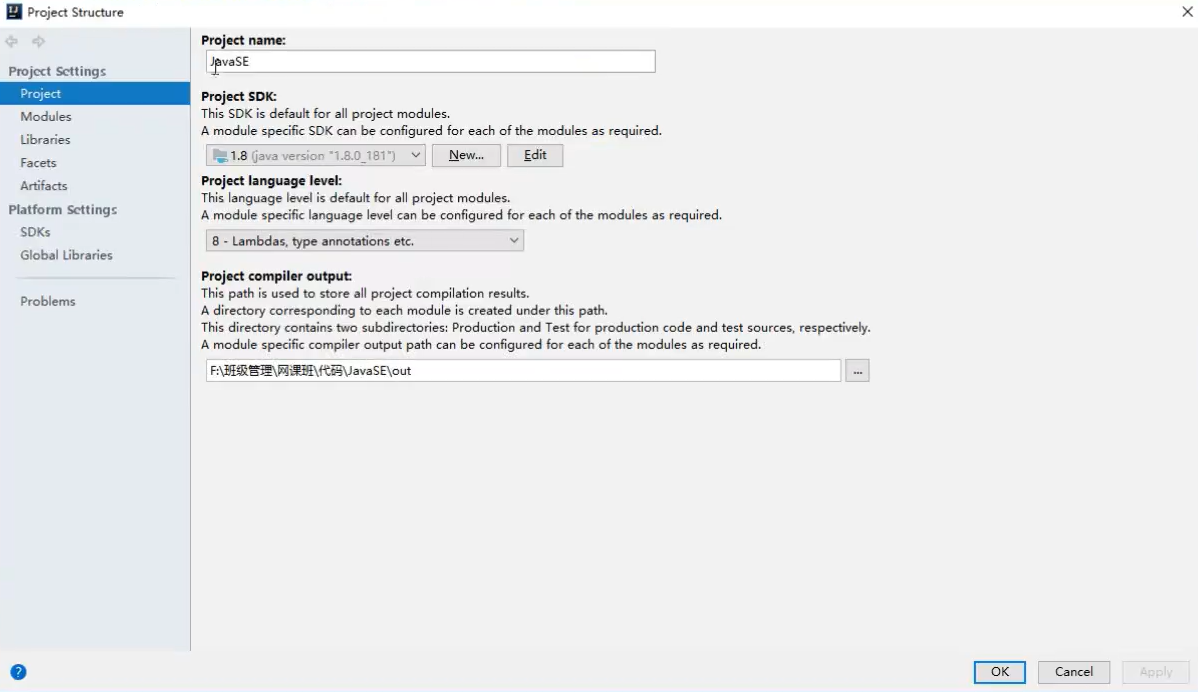 Project Structure
Project Settings
Project
Modules
Libraries
Facets
Artifacts
Platform Settings
SDKs
Global Libraries
Problems
Project name:
JavaSE
Project SDK:
This SDK is default for all project modules.
A module specific SDK can be configured for each of the modules as required.
1.8 (java version "1.8.0_181") New... Edit
Project language level:
This language level is default for all project modules.
A module specific language level can be configured for each of the modules as required.
8 - Lambdas, type annotations etc.
Project compiler output:
This path is used to store all project compilation results.
A directory corresponding to each module is created under this path.
This directory contains two subdirectories: Production and Test for production code and test sources, respectively.
A module specific compiler output path can be configured for each of the modules as required.
F:\班级管理\网课班\代码\JavaSE\out ...
? OK Cancel Apply